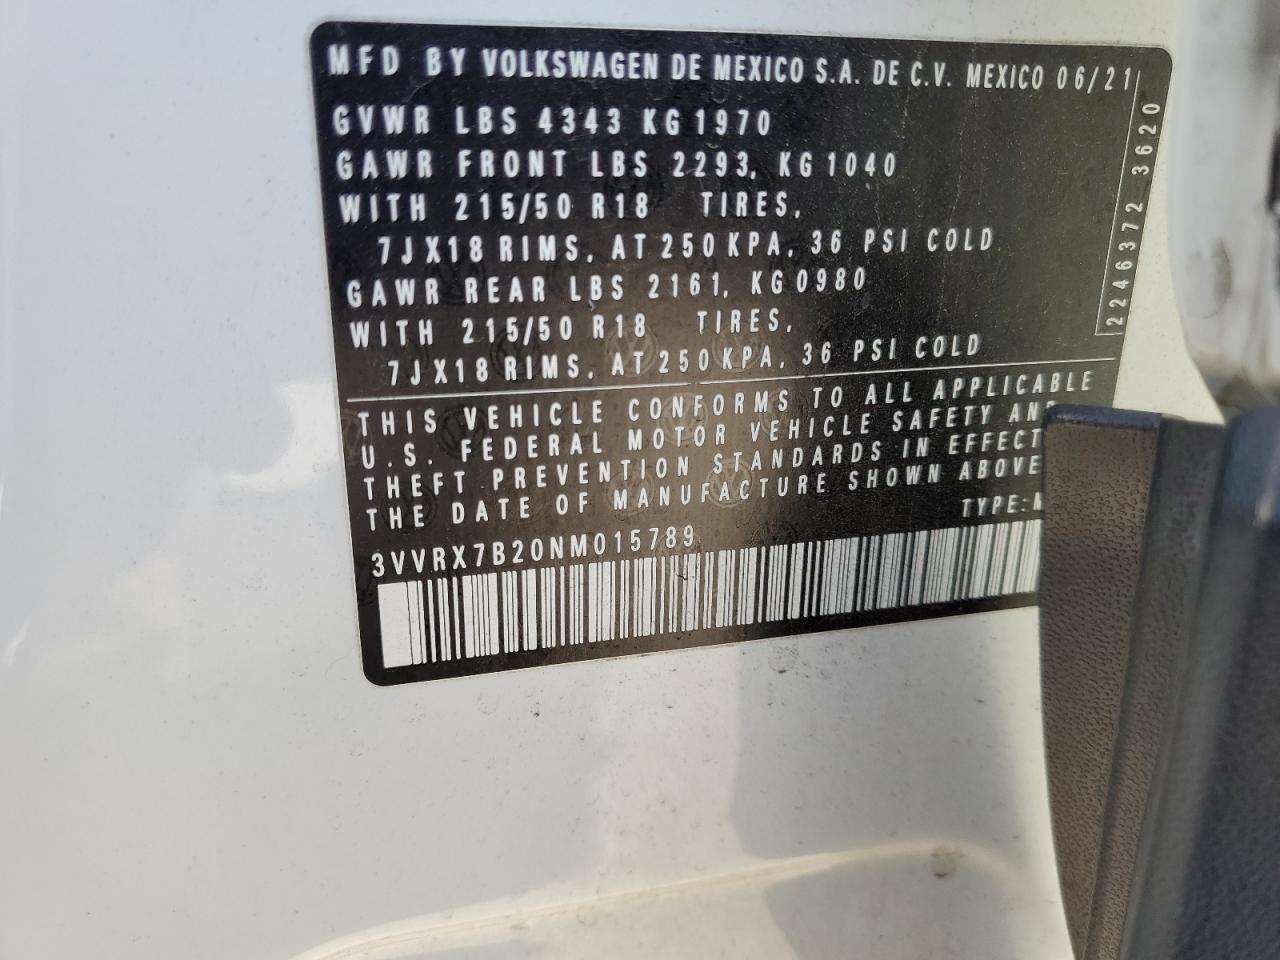 MFD BY VOLKSWAGEN DE MEXICO S.A. DE C.V. MEXICO 06/21
GVWR LBS 4343 KG 1970
GAWR FRONT LBS 2293, KG 1040
WITH 215/50 R18 TIRES,
7JX18 RIMS, AT 250 KPA, 36 PSI COLD
GAWR REAR LBS 2161, KG 0980
WITH 215/50 R18 TIRES,
7JX18 RIMS, AT 250 KPA, 36 PSI COLD
THIS VEHICLE CONFORMS TO ALL APPLICABLE
U.S. FEDERAL MOTOR VEHICLE SAFETY AND
THEFT PREVENTION STANDARDS IN EFFECT
THE DATE OF MANUFACTURE SHOWN ABOVE
TYPE:
3VVRX7B20NM015789
2246372 3620